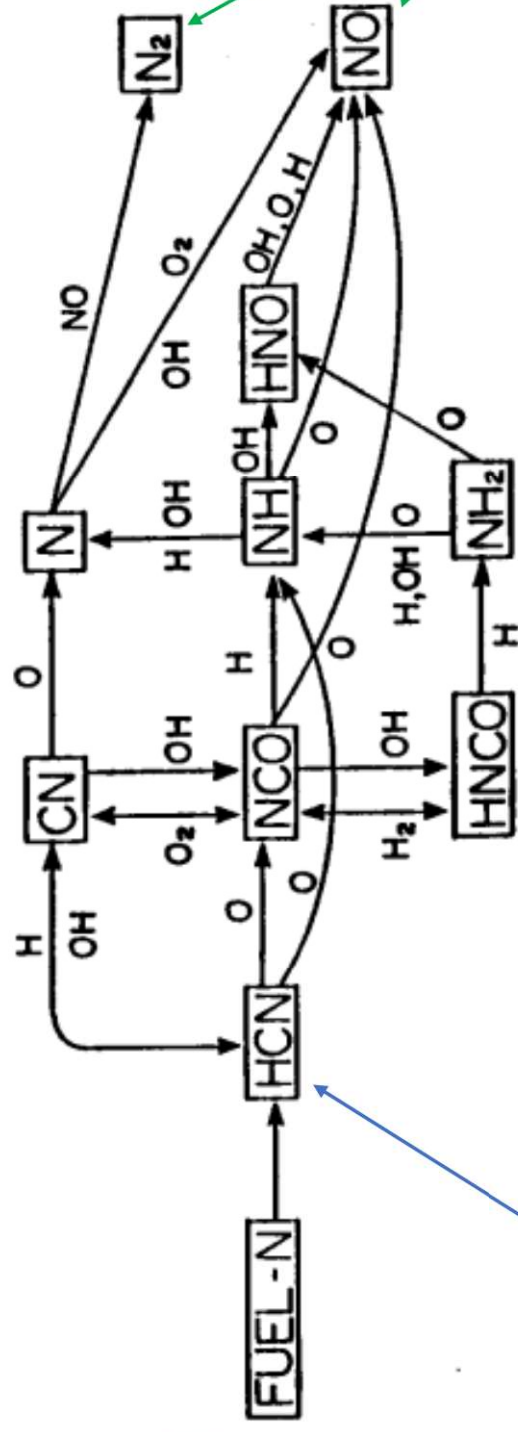 FUEL-N
HCN
H
OH
CN
O
N
NO
N₂
O
O
NCO
O₂
OH
H
O
NH
H OH
OH
HNO
OH
O₂
OH,O,H
O
NO
H₂
OH
HNCO
H
NH₂
H,OH O
O